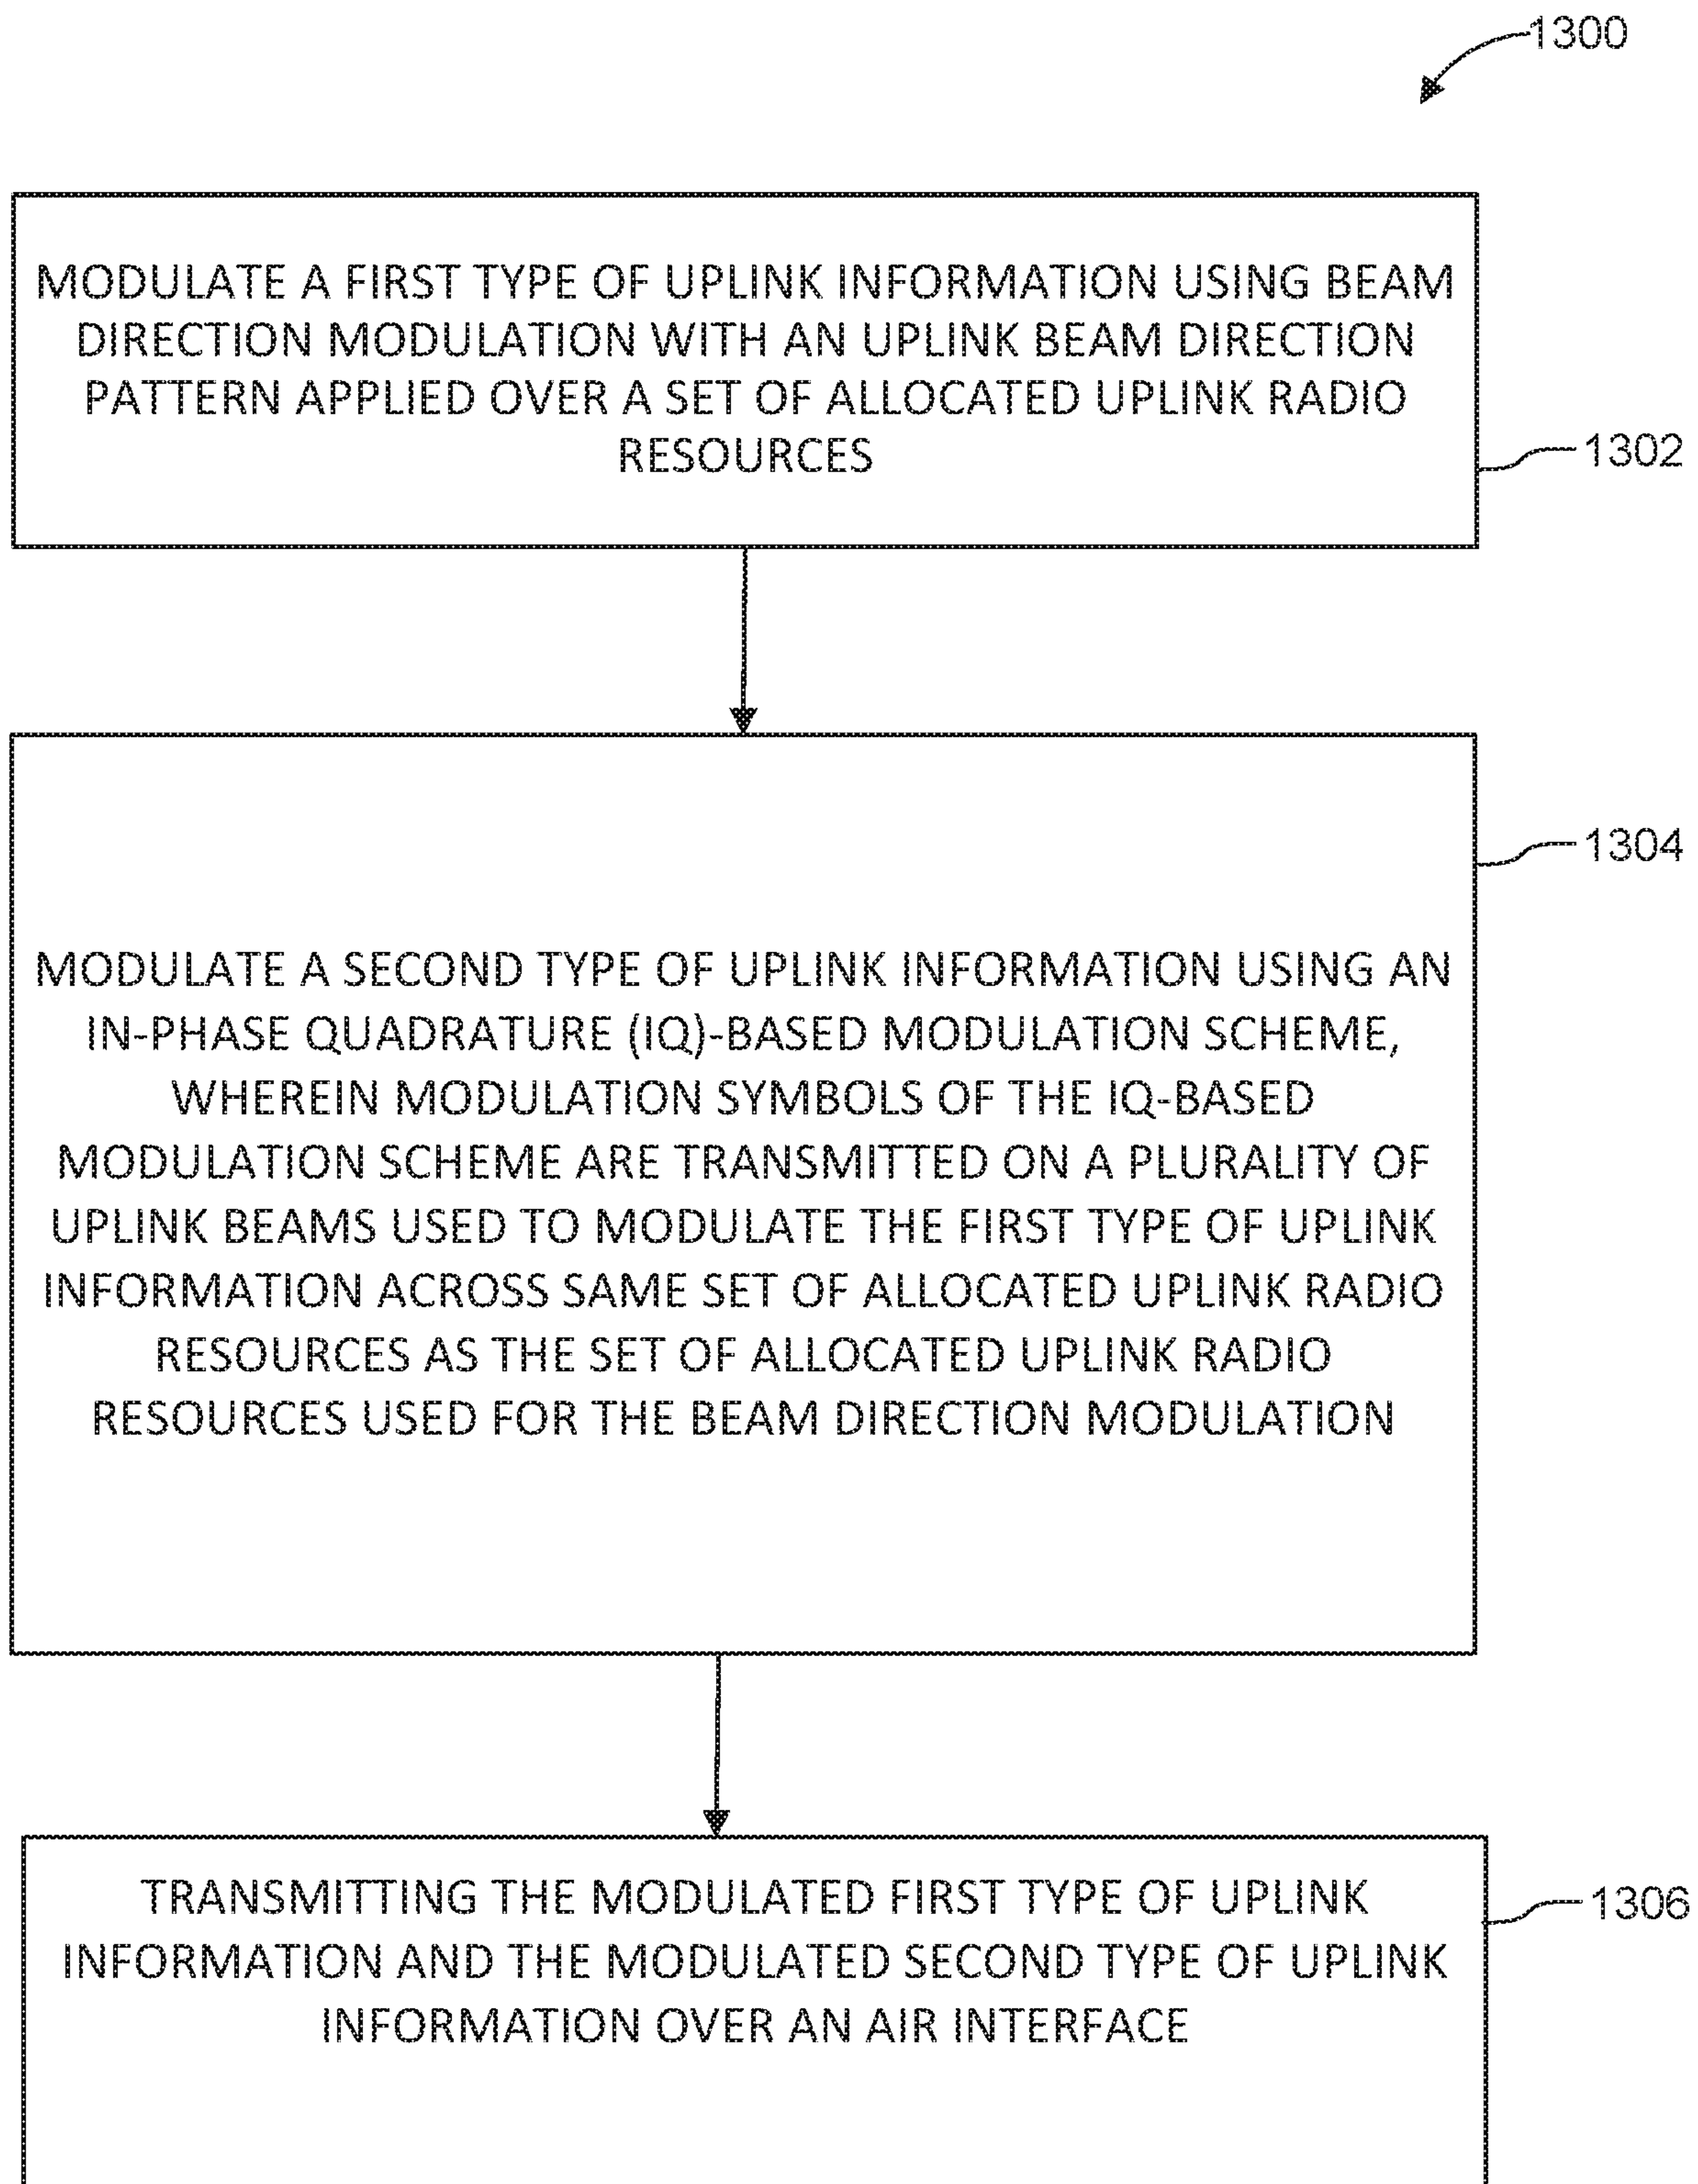 1300
MODULATE A FIRST TYPE OF UPLINK INFORMATION USING BEAM
DIRECTION MODULATION WITH AN UPLINK BEAM DIRECTION
PATTERN APPLIED OVER A SET OF ALLOCATED UPLINK RADIO
RESOURCES
1302
1304
MODULATE A SECOND TYPE OF UPLINK INFORMATION USING AN
IN-PHASE QUADRATURE (IQ)-BASED MODULATION SCHEME,
WHEREIN MODULATION SYMBOLS OF THE IQ-BASED
MODULATION SCHEME ARE TRANSMITTED ON A PLURALITY OF
UPLINK BEAMS USED TO MODULATE THE FIRST TYPE OF UPLINK
INFORMATION ACROSS SAME SET OF ALLOCATED UPLINK RADIO
RESOURCES AS THE SET OF ALLOCATED UPLINK RADIO
RESOURCES USED FOR THE BEAM DIRECTION MODULATION
TRANSMITTING THE MODULATED FIRST TYPE OF UPLINK
1306
INFORMATION AND THE MODULATED SECOND TYPE OF UPLINK
INFORMATION OVER AN AIR INTERFACE